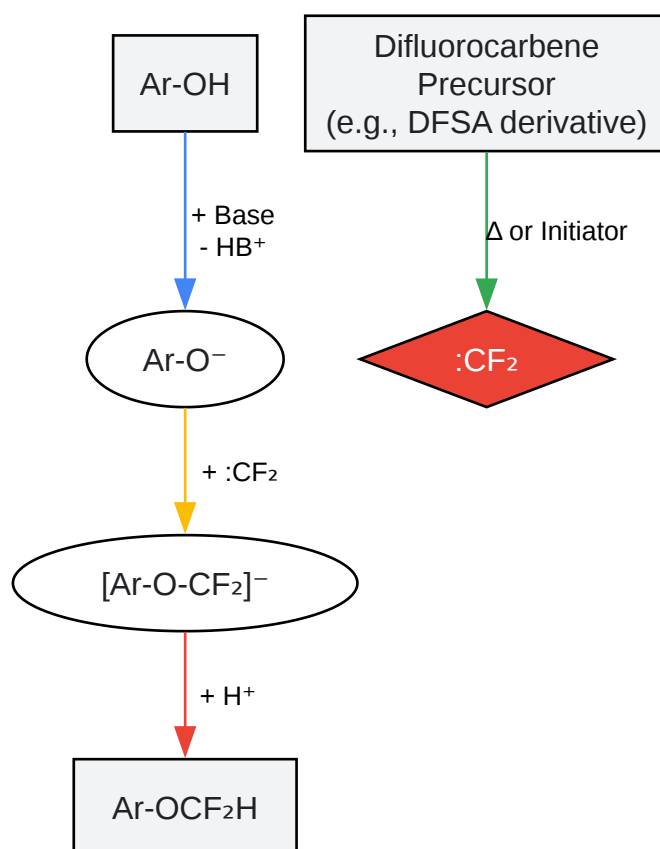 Ar-OH
Difluorocarbene
Precursor
(e.g., DFSA derivative)
+ Base
- HB⁺
Δ or Initiator
Ar-O⁻
:CF₂
+ :CF₂
[Ar-O-CF₂]⁻
+ H⁺
Ar-OCF₂H